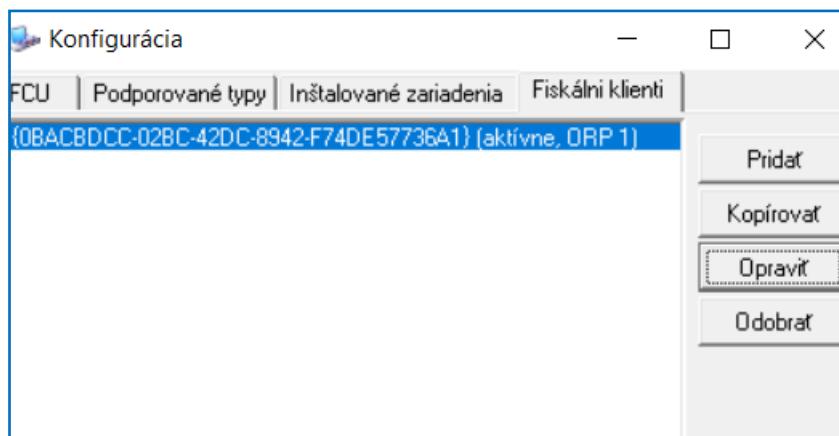 Konfigurácia
FCU Podporované typy Inštalované zariadenia Fiskálni klienti
{0BACBDCC-02BC-42DC-8942-F74DE57736A1} (aktívne, ORP 1)
Pridať
Kopírovať
Opraviť
Odobrať